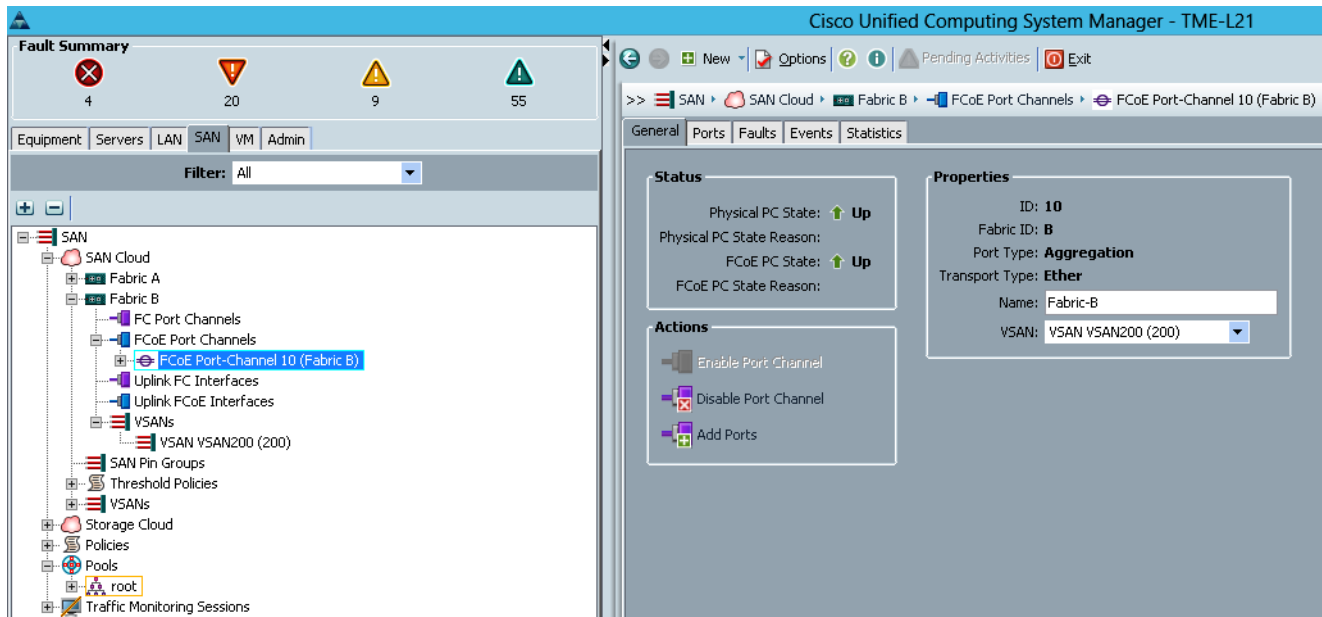 Cisco Unified Computing System Manager - TME-L21
Fault Summary
4 20 9 55
Equipment Servers LAN SAN VM Admin
Filter: All
SAN
SAN Cloud
Fabric A
Fabric B
FC Port Channels
FCoE Port Channels
FCoE Port-Channel 10 (Fabric B)
Uplink FC Interfaces
Uplink FCoE Interfaces
VSANs
VSAN VSAN200 (200)
SAN Pin Groups
Threshold Policies
VSANs
Storage Cloud
Policies
Pools
root
Traffic Monitoring Sessions
New Options Pending Activities Exit
>> SAN SAN Cloud Fabric B FCoE Port Channels FCoE Port-Channel 10 (Fabric B)
General Ports Faults Events Statistics
Status
Physical PC State: Up
Physical PC State Reason:
FCoE PC State: Up
FCoE PC State Reason:
Actions
Enable Port Channel
Disable Port Channel
Add Ports
Properties
ID: 10
Fabric ID: B
Port Type: Aggregation
Transport Type: Ether
Name: Fabric-B
VSAN: VSAN VSAN200 (200)